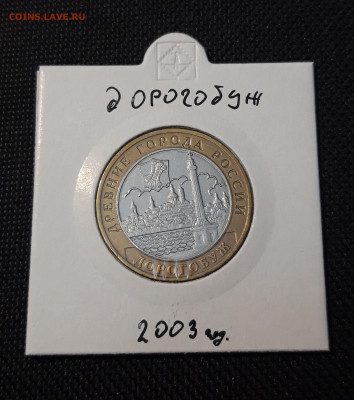 COINS.LAVE.RU
Дорогобуж
ДРЕВНИЕ ГОРОДА РОССИИ
ДОРОГОБУЖ
2003 г.